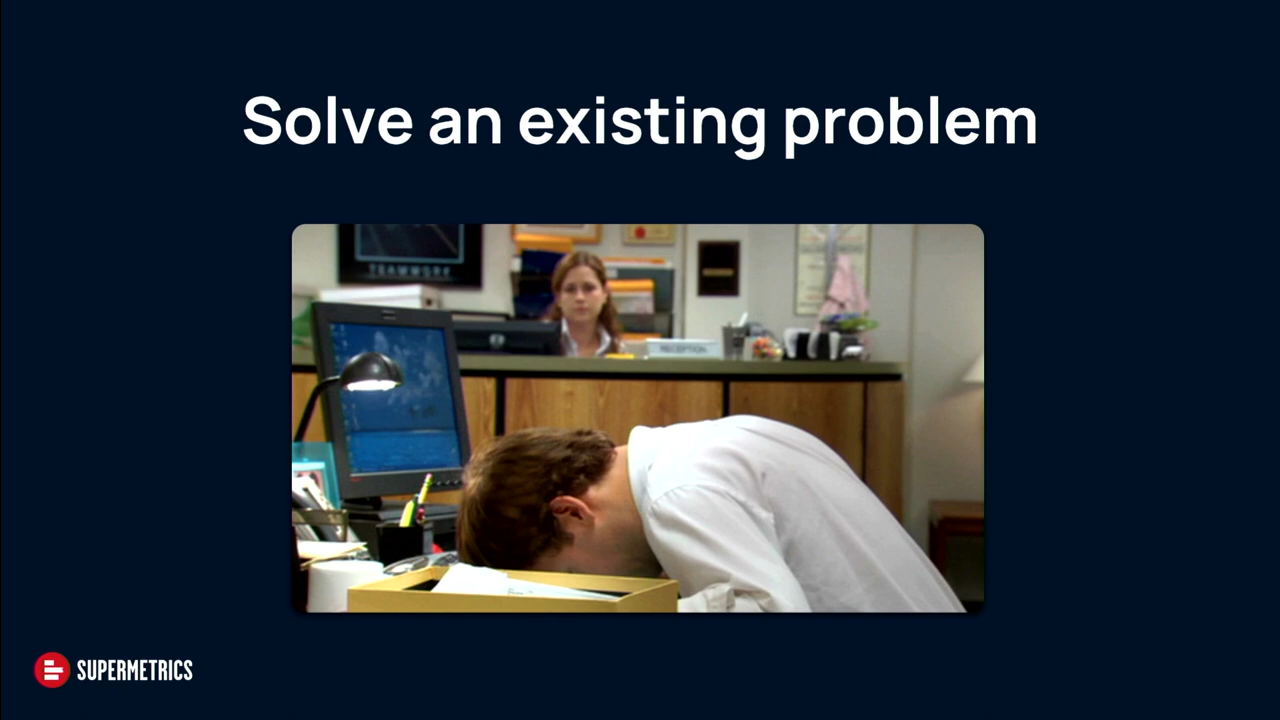 Solve an existing problem
TEAMWORK
RECEPTION
SUPERMETRICS